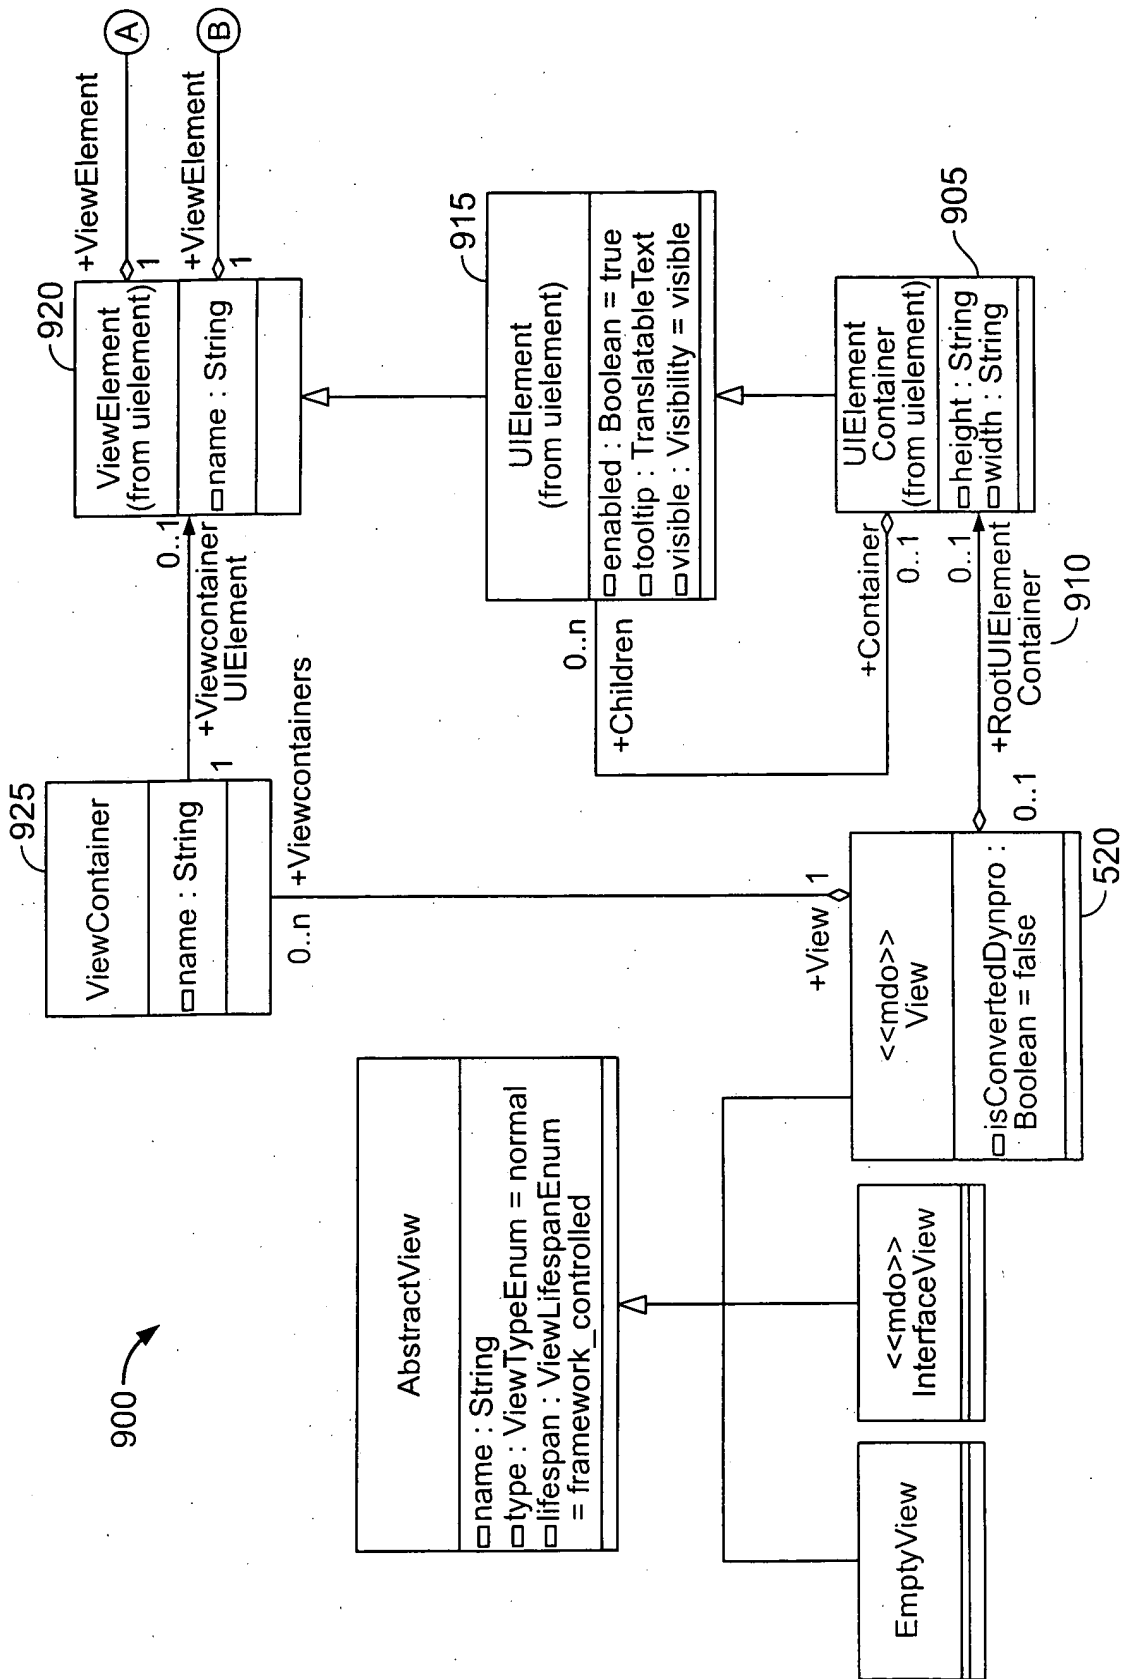 900
AbstractView
name : String
type : ViewTypeEnum = normal
lifespan : ViewLifespanEnum
= framework_controlled
EmptyView
<<mdo>>
InterfaceView
<<mdo>>
View
isConvertedDynpro :
Boolean = false
520
+View
1
0..n
+Viewcontainers
925
ViewContainer
name : String
1
+Viewcontainer
UIElement
0..1
920
ViewElement
(from uielement)
name : String
+ViewElement
1
A
+ViewElement
1
B
915
UIElement
(from uielement)
enabled : Boolean = true
tooltip : TranslatableText
visible : Visibility = visible
0..n
+Children
+Container
0..1
905
UIElement
Container
(from uielement)
height : String
width : String
0..1
+RootUIElement
Container
0..1
910